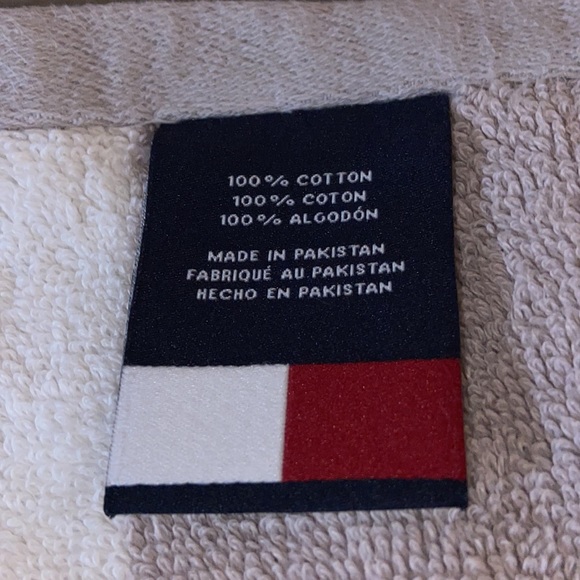 100% COTTON
100% COTON
100% ALGODÓN
MADE IN PAKISTAN
FABRIQUÉ AU PAKISTAN
HECHO EN PAKISTAN